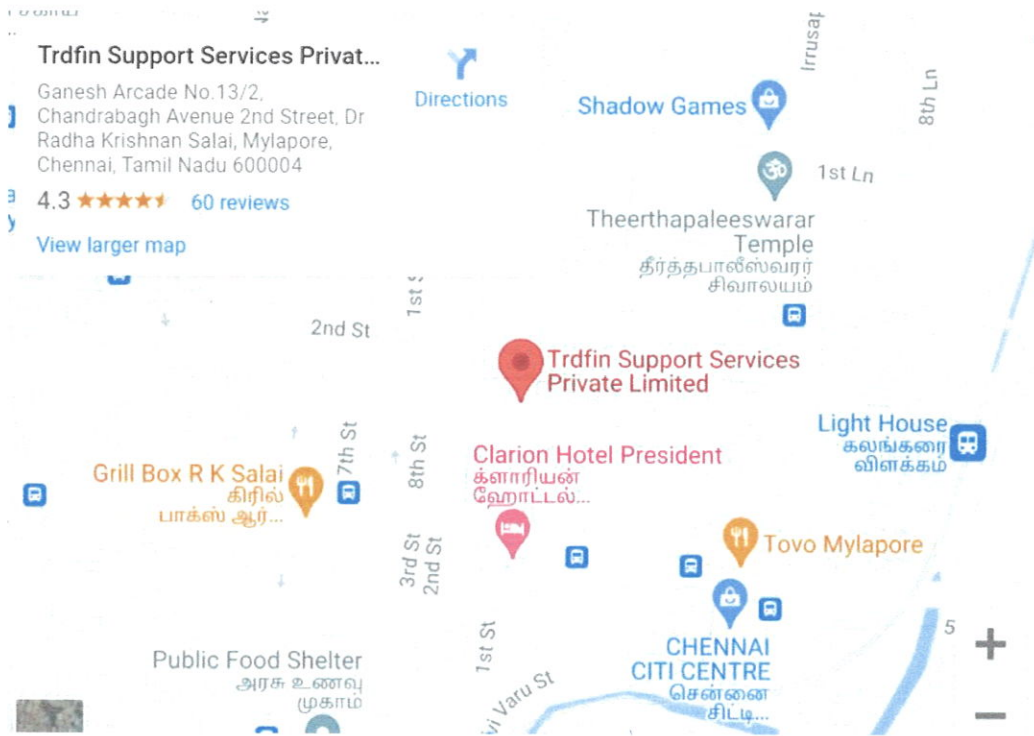 Trdfin Support Services Privat...
Ganesh Arcade No.13/2,
Chandrabagh Avenue 2nd Street, Dr
Radha Krishnan Salai, Mylapore,
Chennai, Tamil Nadu 600004
4.3
60 reviews
View larger map
Directions
Shadow Games
8th Ln
1st Ln
Theerthapaleeswarar
Temple
தீர்த்தபாலீஸ்வரர்
சிவாலயம்
1st S
2nd St
Trdfin Support Services
Private Limited
Light House
கலங்கரை
விளக்கம்
Clarion Hotel President
க்ளாரியன்
ஹோட்டல்...
Grill Box R K Salai
கிரில்
பாக்ஸ் ஆர்...
7th St
8th St
3rd St
2nd St
Tovo Mylapore
CHENNAI
CITI CENTRE
சென்னை
சிட்டி...
5
Public Food Shelter
அரசு உணவு
முகாம்
1st St
vi Varu St